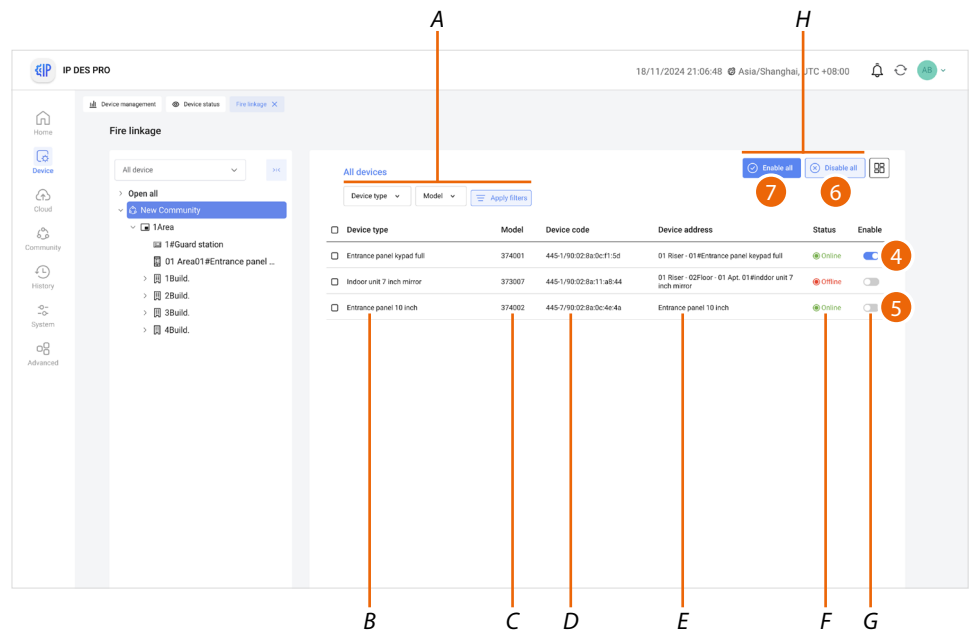 A H
IP IP DES PRO 18/11/2024 21:06:48 Asia/Shanghai, UTC +08:00 AB
Device management Device status Fire linkage
Home Fire linkage
Device All device All devices Enable all Disable all
7 6
Open all Device type Model Apply filters
Cloud New Community
1Area Device type Model Device code Device address Status Enable
Community 1#Guard station
01 Area01#Entrance panel ... Entrance panel kypad full 374001 445-1/90:02:8a:0c:f1:5d 01 Riser - 01#Entrance panel keypad full Online 4
History 1Build. Indoor unit 7 inch mirror 373007 445-1/90:02:8a:11:a8:44 01 Riser - 02Floor - 01 Apt. 01#inddor unit 7
inch mirror Offline
2Build. Entrance panel 10 inch 374002 445-7/90:02:8a:0c:4e:4a Entrance panel 10 inch Online 5
System 3Build.
4Build.
Advanced
B C D E F G